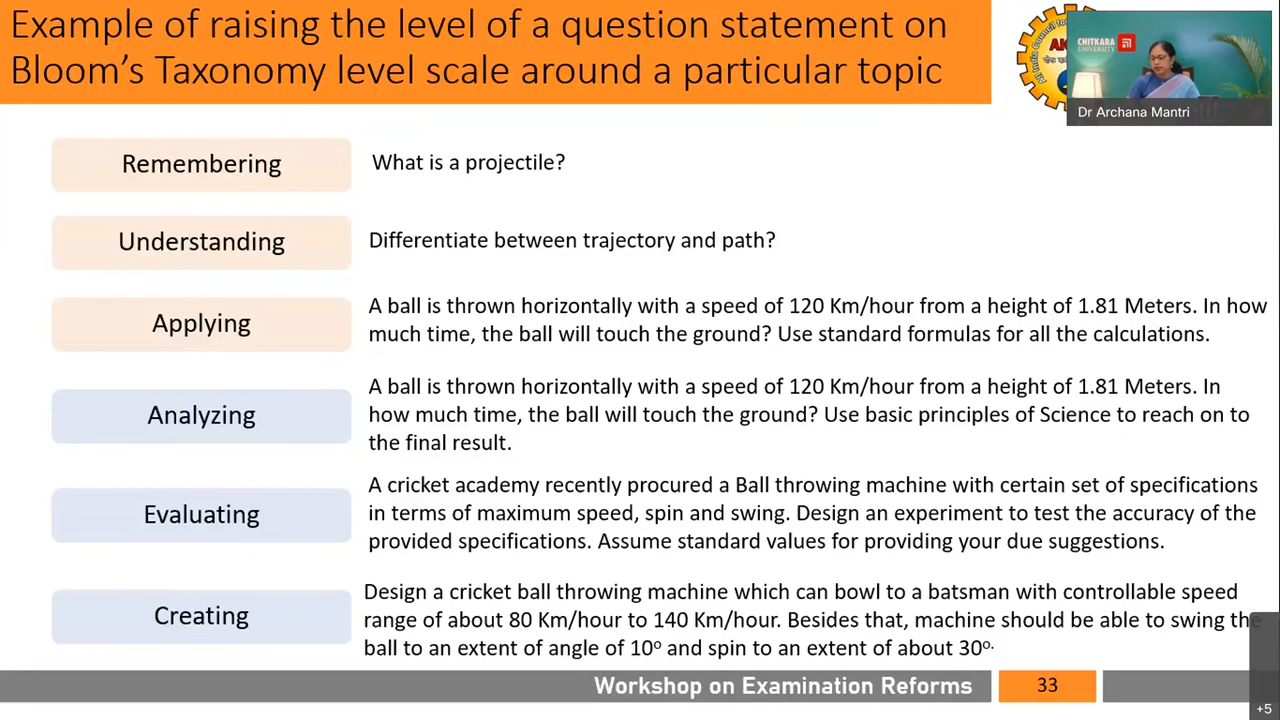 Example of raising the level of a question statement on
Bloom's Taxonomy level scale around a particular topic
CHITKARA
UNIVERSITY
Dr Archana Mantri
Remembering
What is a projectile?
Understanding
Differentiate between trajectory and path?
Applying
A ball is thrown horizontally with a speed of 120 Km/hour from a height of 1.81 Meters. In how
much time, the ball will touch the ground? Use standard formulas for all the calculations.
Analyzing
A ball is thrown horizontally with a speed of 120 Km/hour from a height of 1.81 Meters. In
how much time, the ball will touch the ground? Use basic principles of Science to reach on to
the final result.
Evaluating
A cricket academy recently procured a Ball throwing machine with certain set of specifications
in terms of maximum speed, spin and swing. Design an experiment to test the accuracy of the
provided specifications. Assume standard values for providing your due suggestions.
Creating
Design a cricket ball throwing machine which can bowl to a batsman with controllable speed
range of about 80 Km/hour to 140 Km/hour. Besides that, machine should be able to swing the
ball to an extent of angle of 10º and spin to an extent of about 30º.
Workshop on Examination Reforms
33
+5